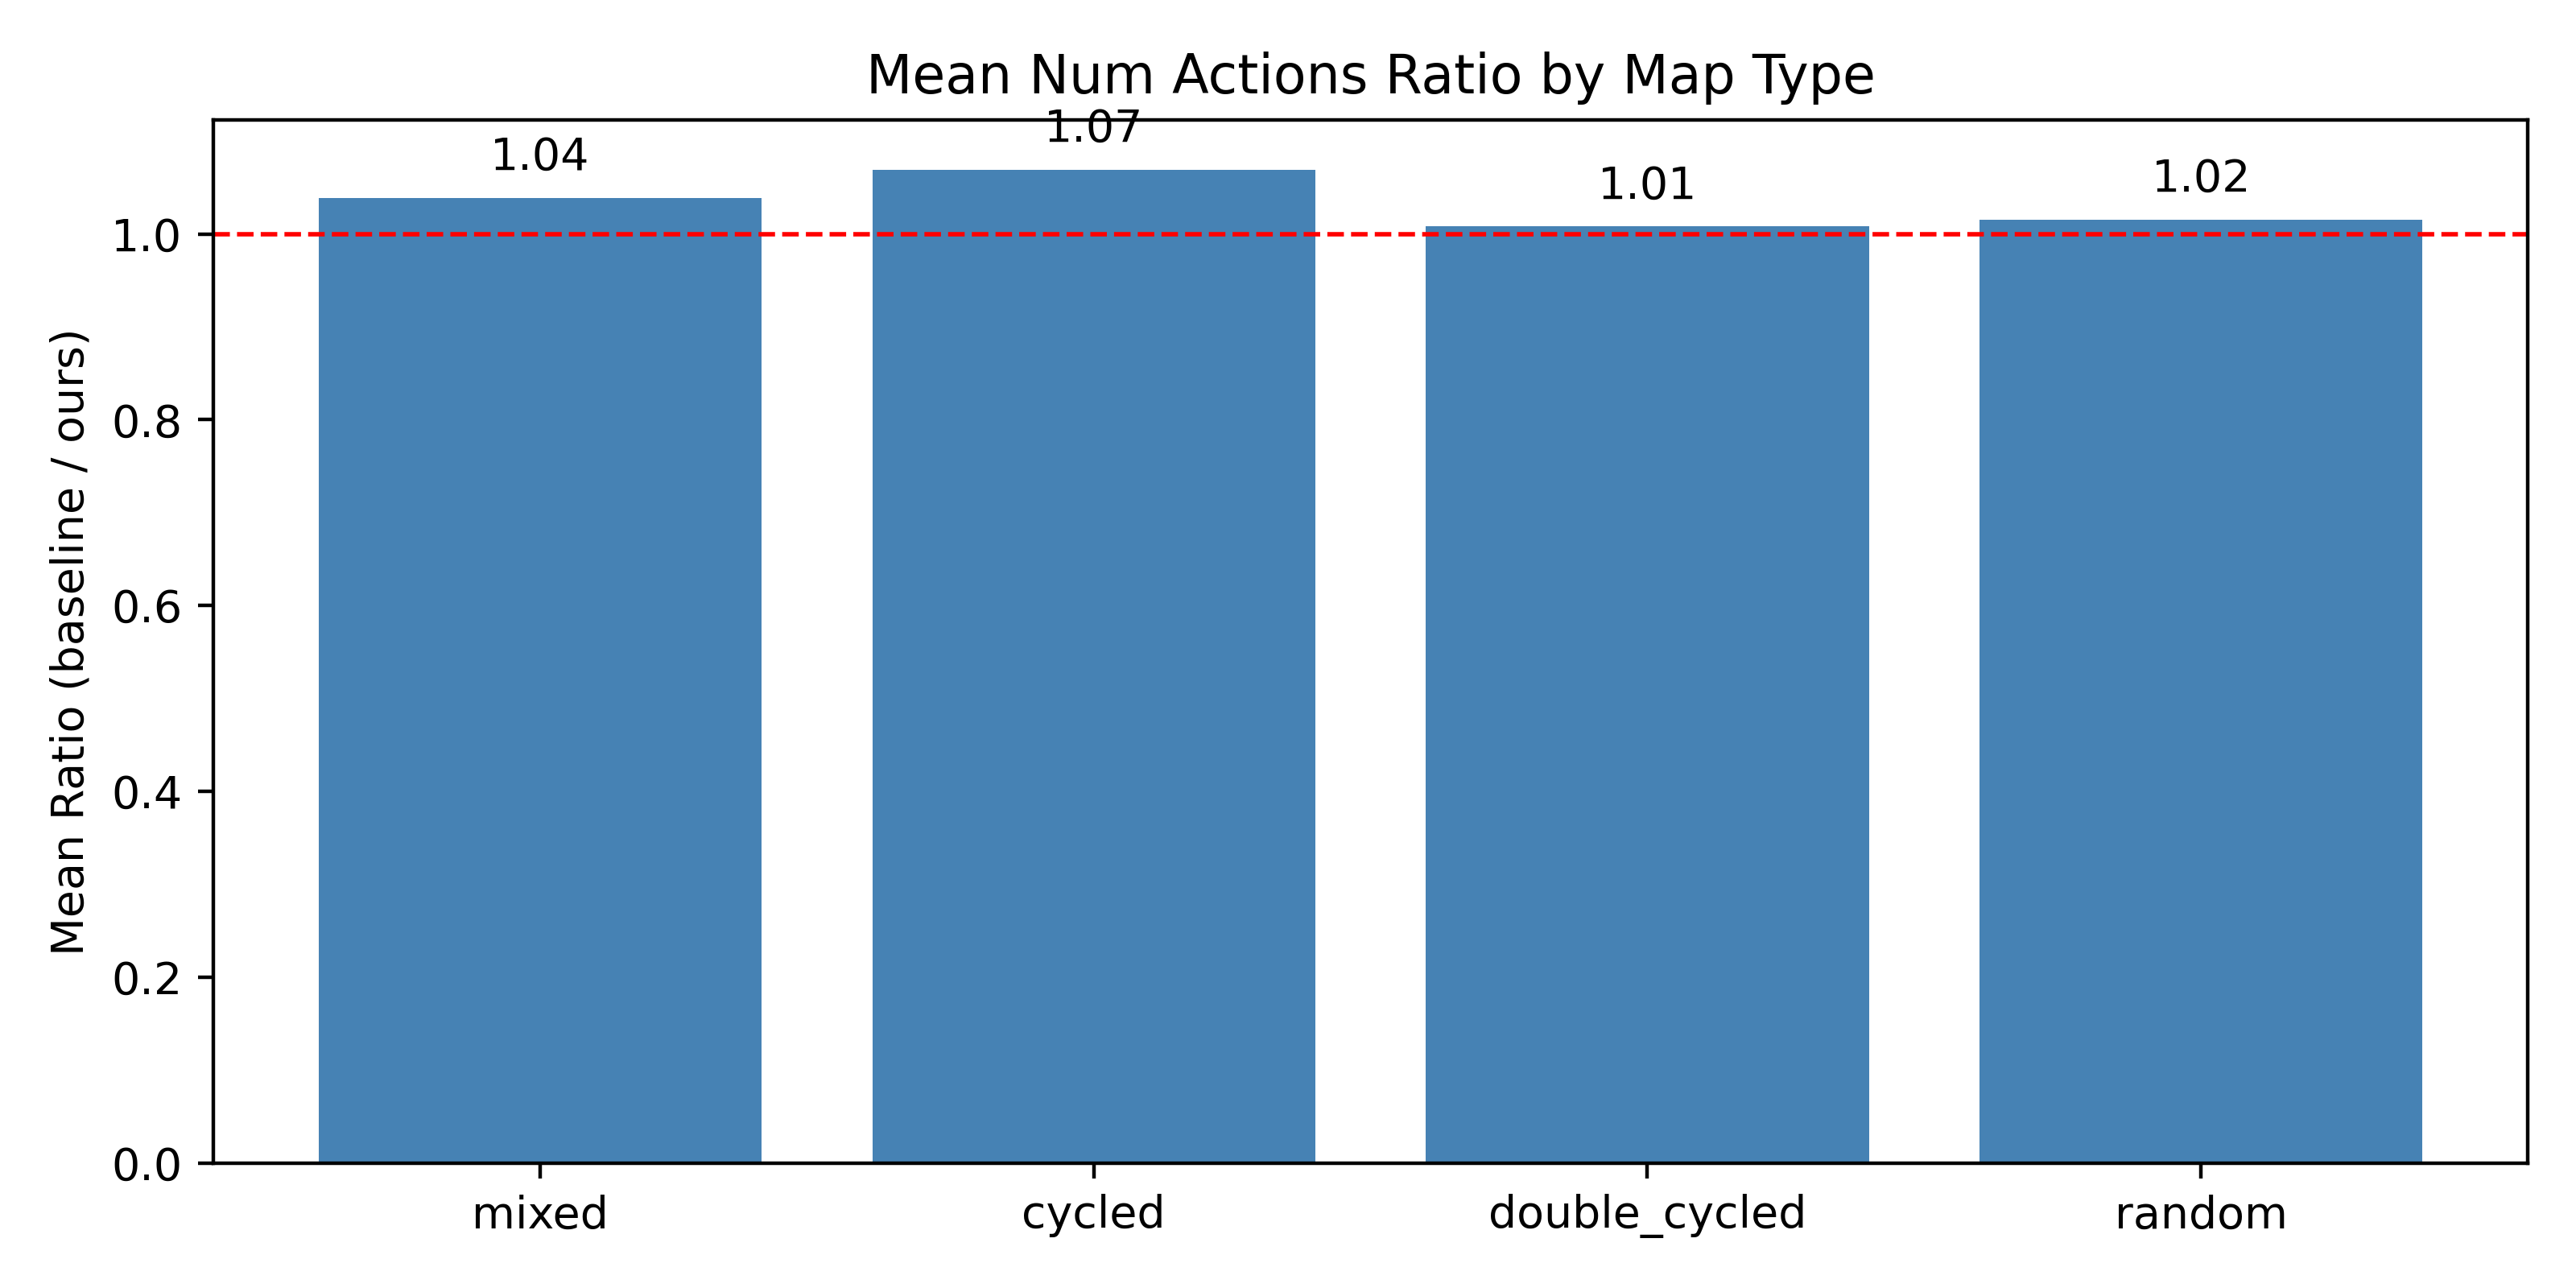 Mean Num Actions Ratio by Map Type
1.04
1.07
1.01
1.02
Mean Ratio (baseline / ours)
1.0
0.8
0.6
0.4
0.2
0.0
mixed
cycled
double_cycled
random